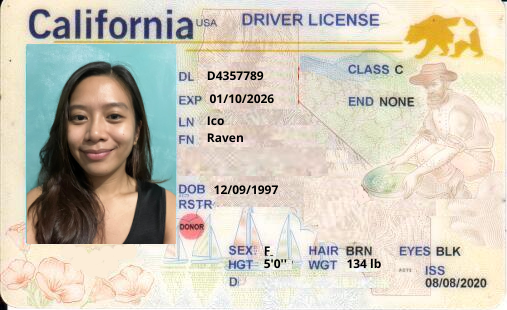 California USA DRIVER LICENSE
DL D4357789 CLASS C
EXP 01/10/2026 END NONE
LN Ico
FN Raven
DOB 12/09/1997
RSTR
DONOR
SEX F HAIR BRN EYES BLK
HGT 5'0" WGT 134 lb ISS
D 08/08/2020